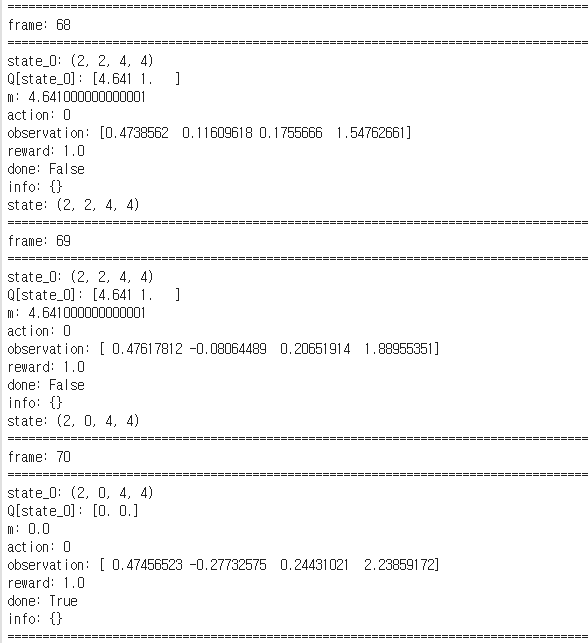 frame: 68
state_0: (2, 2, 4, 4)
Q[state_0]: [4.641 1.   ]
m: 4.641000000000001
action: 0
observation: [0.4738562  0.11609618 0.1755666  1.54762661]
reward: 1.0
done: False
info: {}
state: (2, 2, 4, 4)
frame: 69
state_0: (2, 2, 4, 4)
Q[state_0]: [4.641 1.   ]
m: 4.641000000000001
action: 0
observation: [ 0.47617812 -0.08064489  0.20651914  1.88955351]
reward: 1.0
done: False
info: {}
state: (2, 0, 4, 4)
frame: 70
state_0: (2, 0, 4, 4)
Q[state_0]: [0. 0.]
m: 0.0
action: 0
observation: [ 0.47456523 -0.27732575  0.24431021  2.23859172]
reward: 1.0
done: True
info: {}